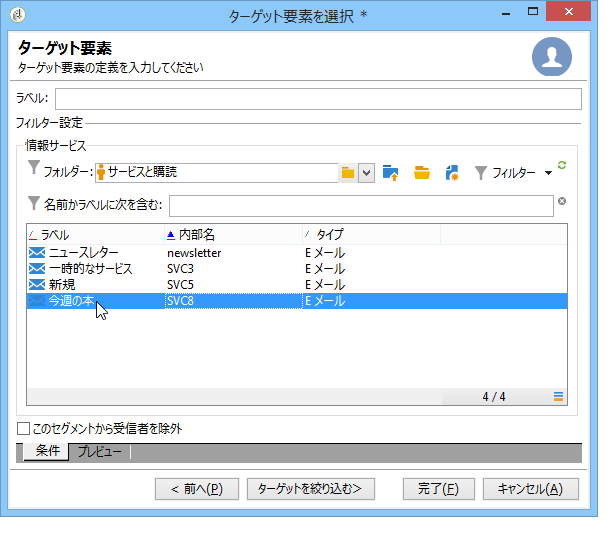 ターゲット要素を選択 *
ターゲット要素
ターゲット要素の定義を入力してください
ラベル:
フィルター設定
情報サービス
フォルダー: サービスと購読 フィルター
名前かラベルに次を含む:
ラベル 内部名 タイプ
ニュースレター newsletter E メール
一時的なサービス SVC3 E メール
新規 SVC5 E メール
今週の本 SVC8 E メール
4 / 4
このセグメントから受信者を除外
条件 プレビュー
< 前へ(P) ターゲットを絞り込む> 完了(F) キャンセル(A)